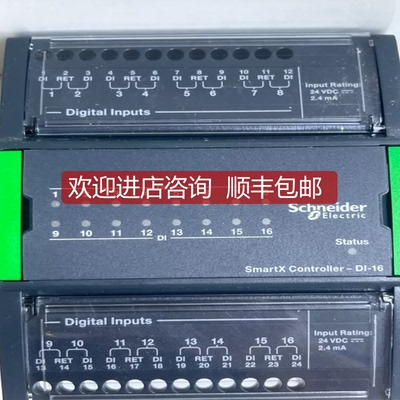 1 2 3 4 5 6 7 8 9 10 11 12
DI RET DI DI RET DI DI RET DI DI RET DI
1 2 3 4 5 6 7 8
Digital Inputs
Input Rating:
24 VDC
2.4 mA
欢迎进店咨询 顺丰包邮
1
Schneider
Electric
9 10 11 12 13 14 15 16
DI
Status
SmartX Controller – DI-16
Digital Inputs
Input Rating:
24 VDC
2.4 mA
9 10 11 12 13 14 15 16
DI RET DI DI RET DI DI RET DI DI RET DI
13 14 15 16 17 18 19 20 21 22 23 24